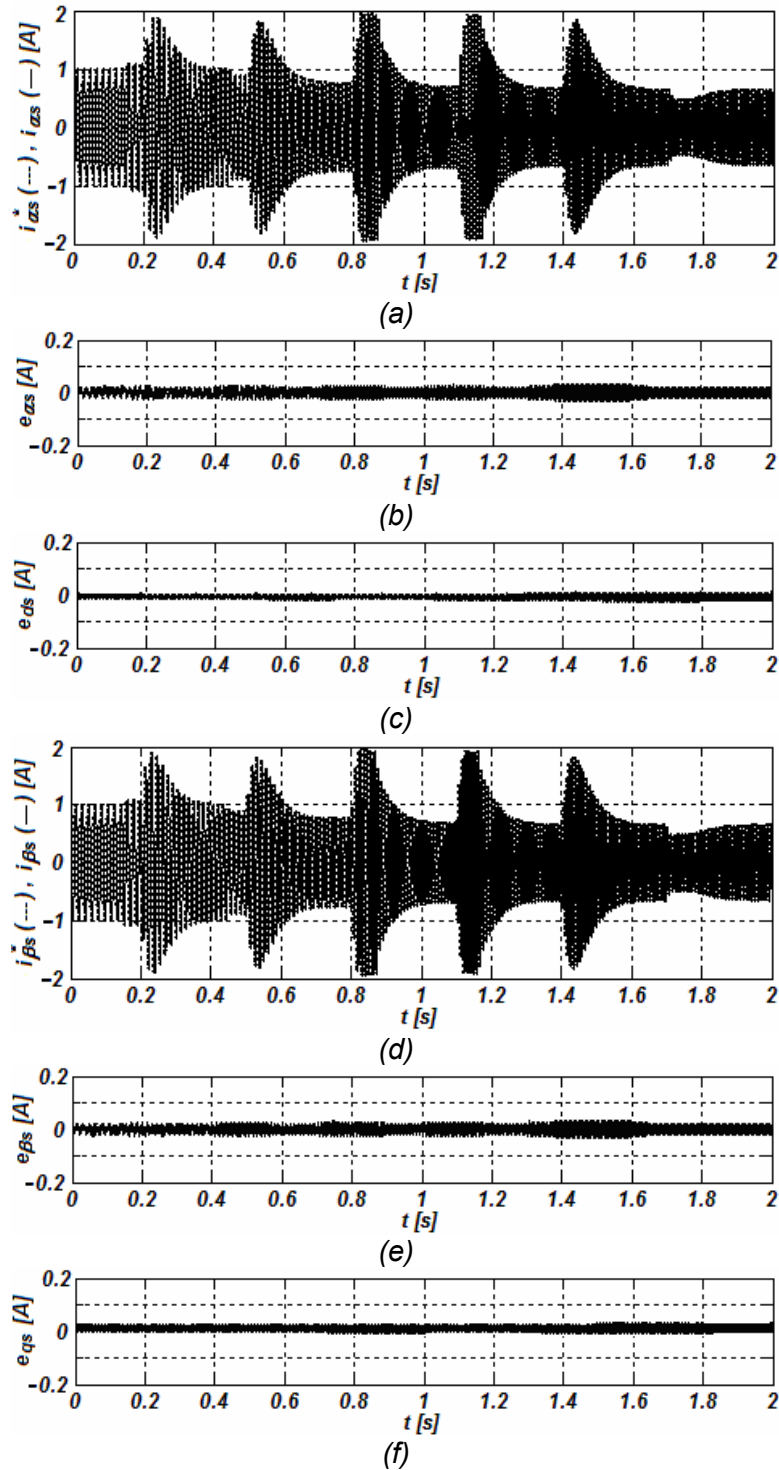 i*αs (---) , iαs (—) [A]
2
1
0
-1
-2
0 0.2 0.4 0.6 0.8 1 1.2 1.4 1.6 1.8 2
t [s]
(a)
eαs [A]
0.2
0
-0.2
0 0.2 0.4 0.6 0.8 1 1.2 1.4 1.6 1.8 2
t [s]
(b)
eds [A]
0.2
0
-0.2
0 0.2 0.4 0.6 0.8 1 1.2 1.4 1.6 1.8 2
t [s]
(c)
i*βs (---) , iβs (—) [A]
2
1
0
-1
-2
0 0.2 0.4 0.6 0.8 1 1.2 1.4 1.6 1.8 2
t [s]
(d)
eβs [A]
0.2
0
-0.2
0 0.2 0.4 0.6 0.8 1 1.2 1.4 1.6 1.8 2
t [s]
(e)
eqs [A]
0.2
0
-0.2
0 0.2 0.4 0.6 0.8 1 1.2 1.4 1.6 1.8 2
t [s]
(f)